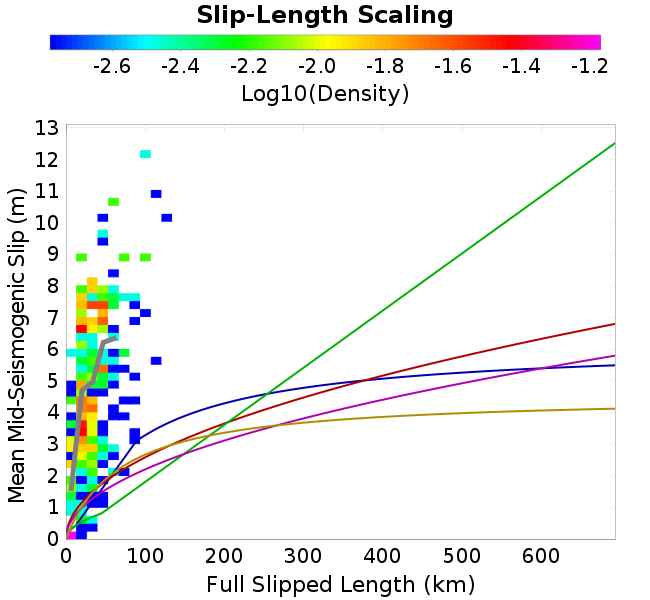 Slip-Length Scaling
-2.6 -2.4 -2.2 -2.0 -1.8 -1.6 -1.4 -1.2
Log10(Density)
Mean Mid-Seismogenic Slip (m)
13
12
11
10
9
8
7
6
5
4
3
2
1
0
0 100 200 300 400 500 600
Full Slipped Length (km)